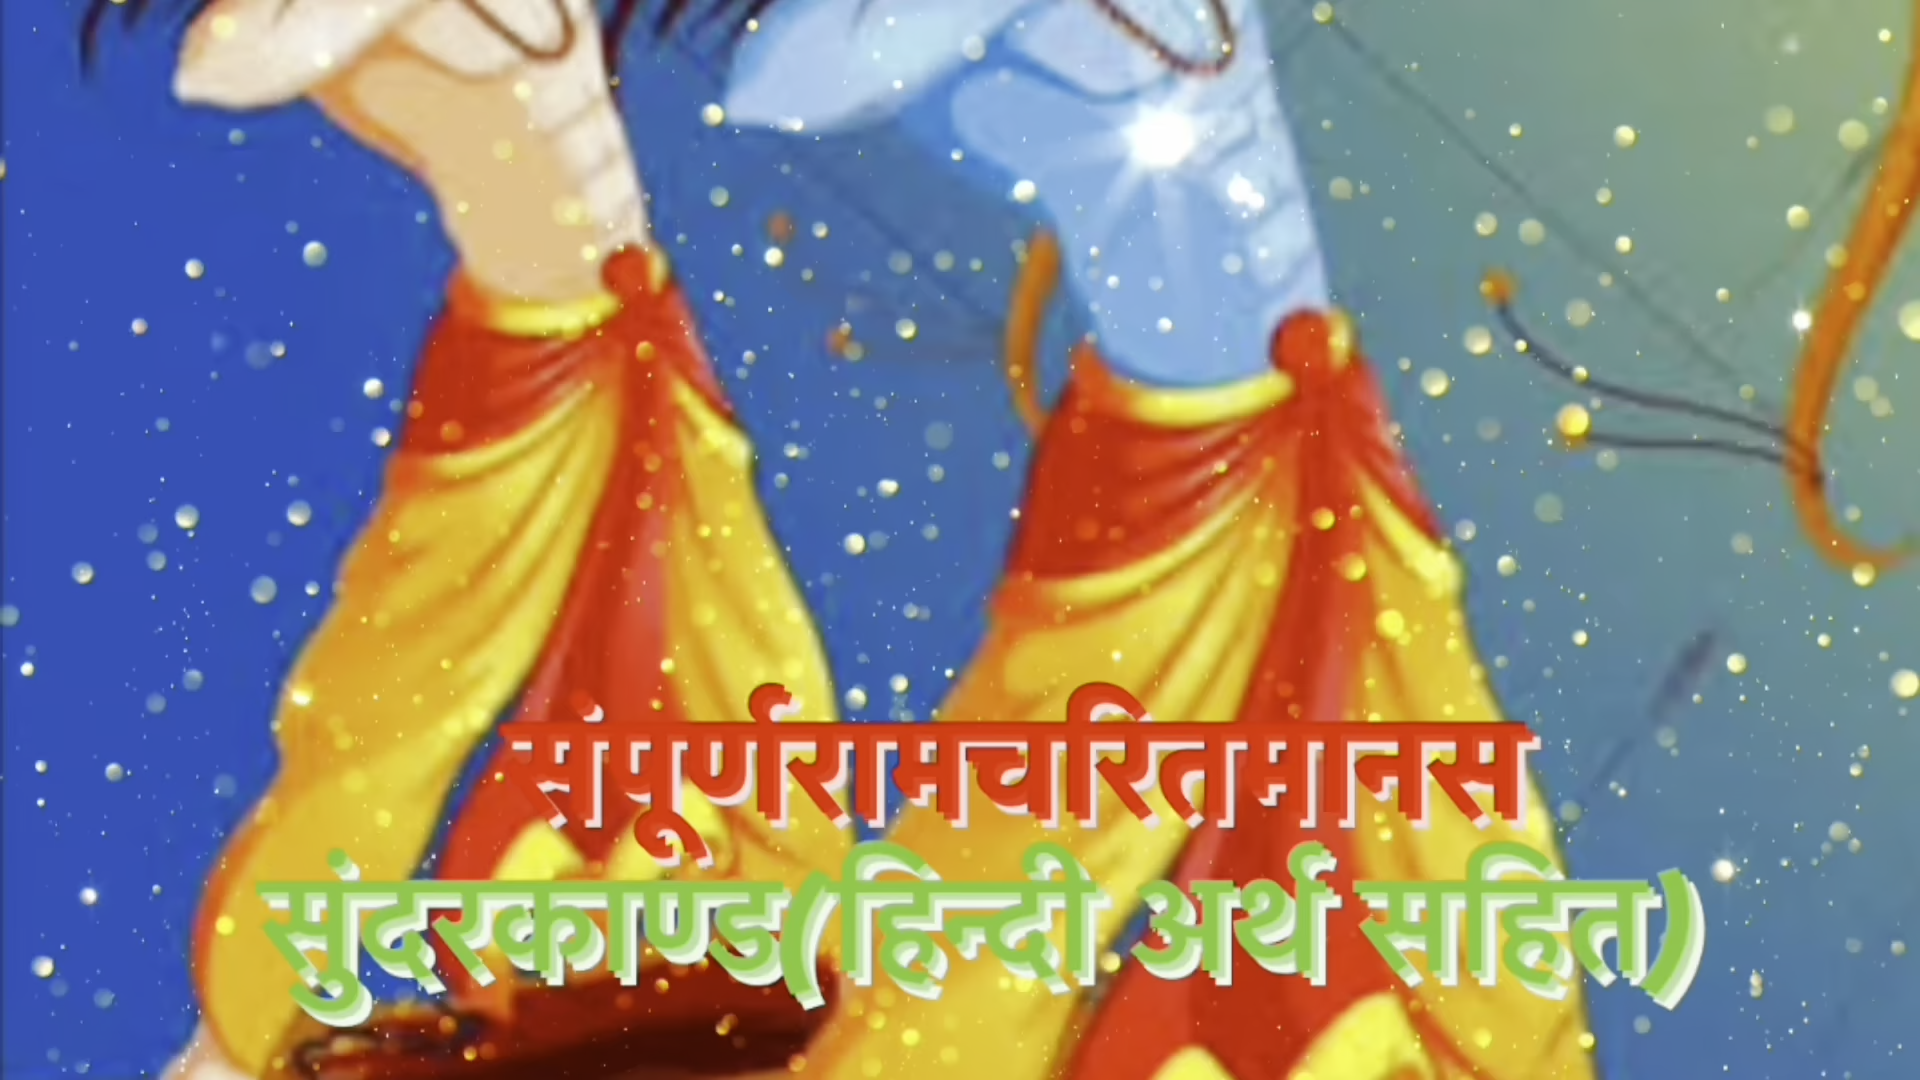 संपूर्णरामचरितमानस
सुंदरकाण्ड(हिन्दी अर्थ सहित)